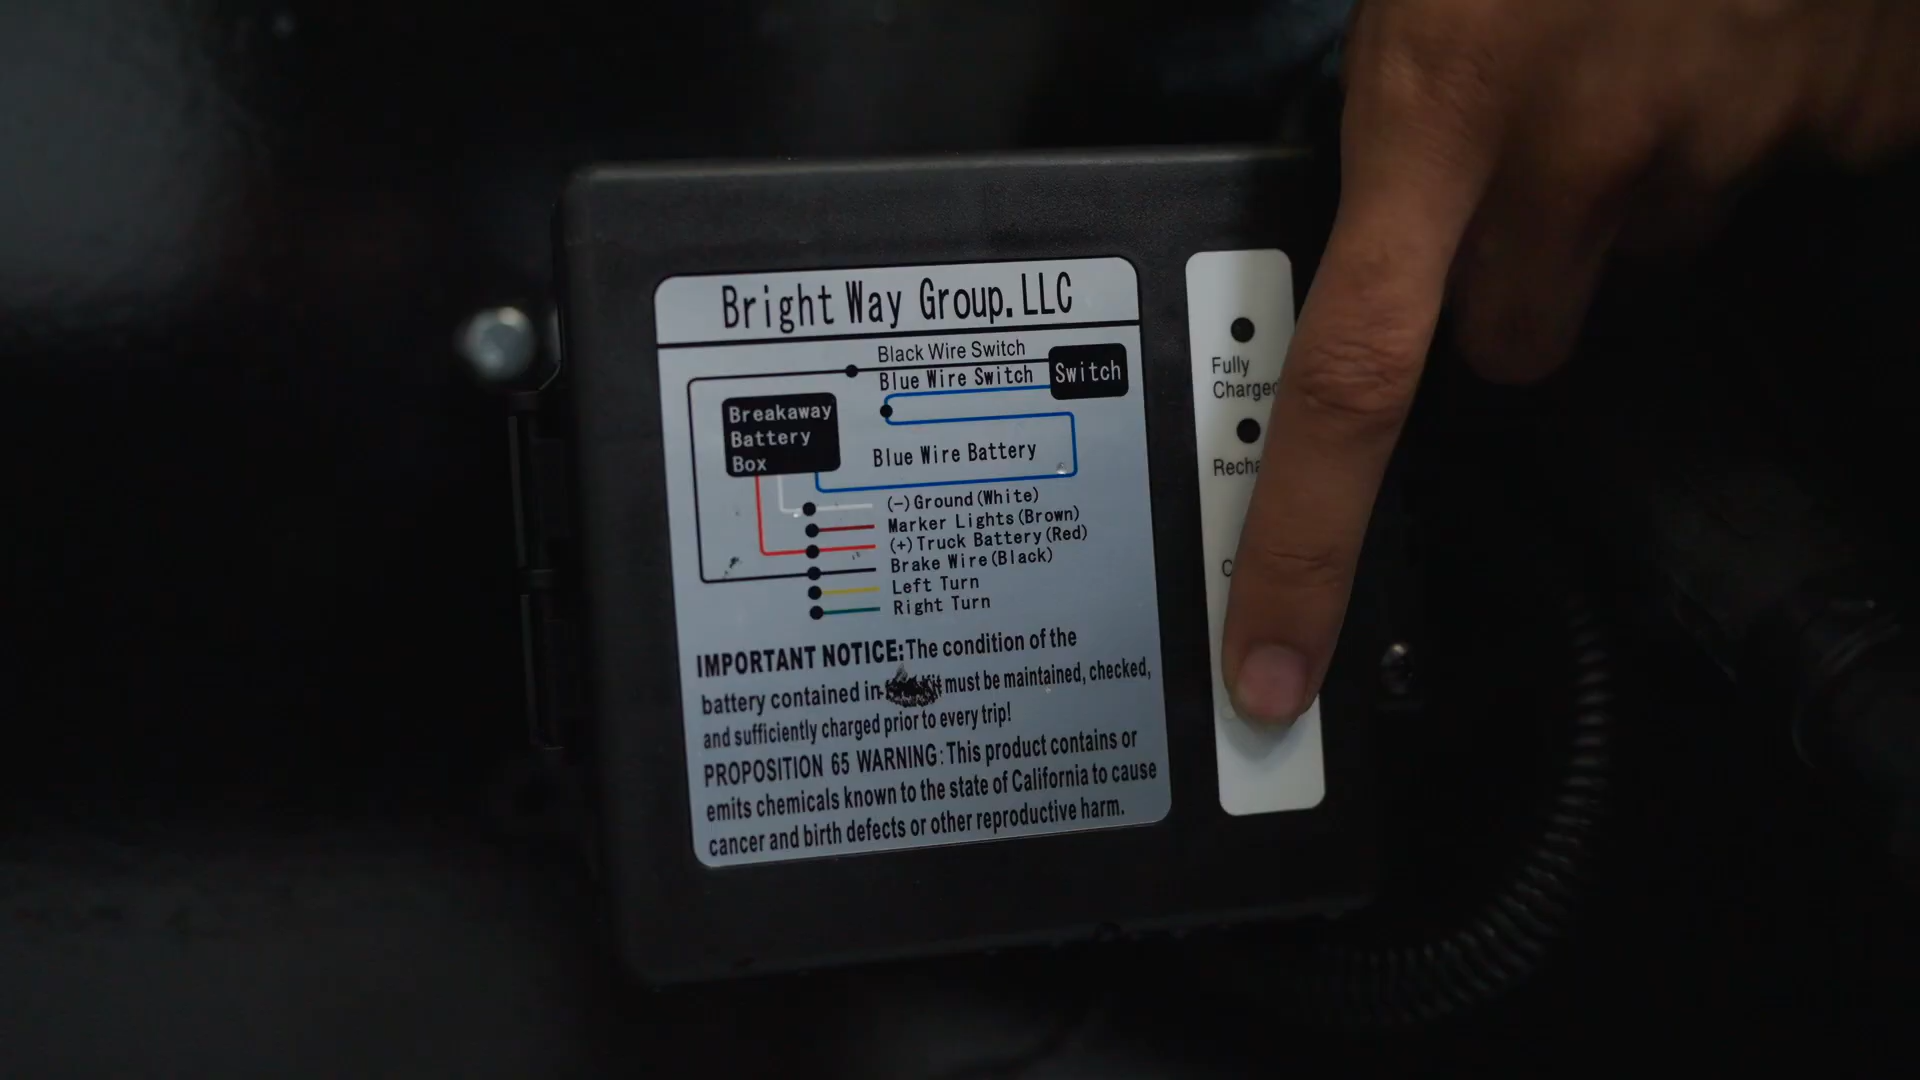 Bright Way Group.LLC
Black Wire Switch
Blue Wire Switch
Switch
Breakaway
Battery
Box
Blue Wire Battery
(-)Ground(White)
Marker Lights(Brown)
(+)Truck Battery(Red)
Brake Wire(Black)
Left Turn
Right Turn
IMPORTANT NOTICE:The condition of the
battery contained in must be maintained, checked,
and sufficiently charged prior to every trip!
PROPOSITION 65 WARNING:This product contains or
emits chemicals known to the state of California to cause
cancer and birth defects or other reproductive harm.
Fully
Charged